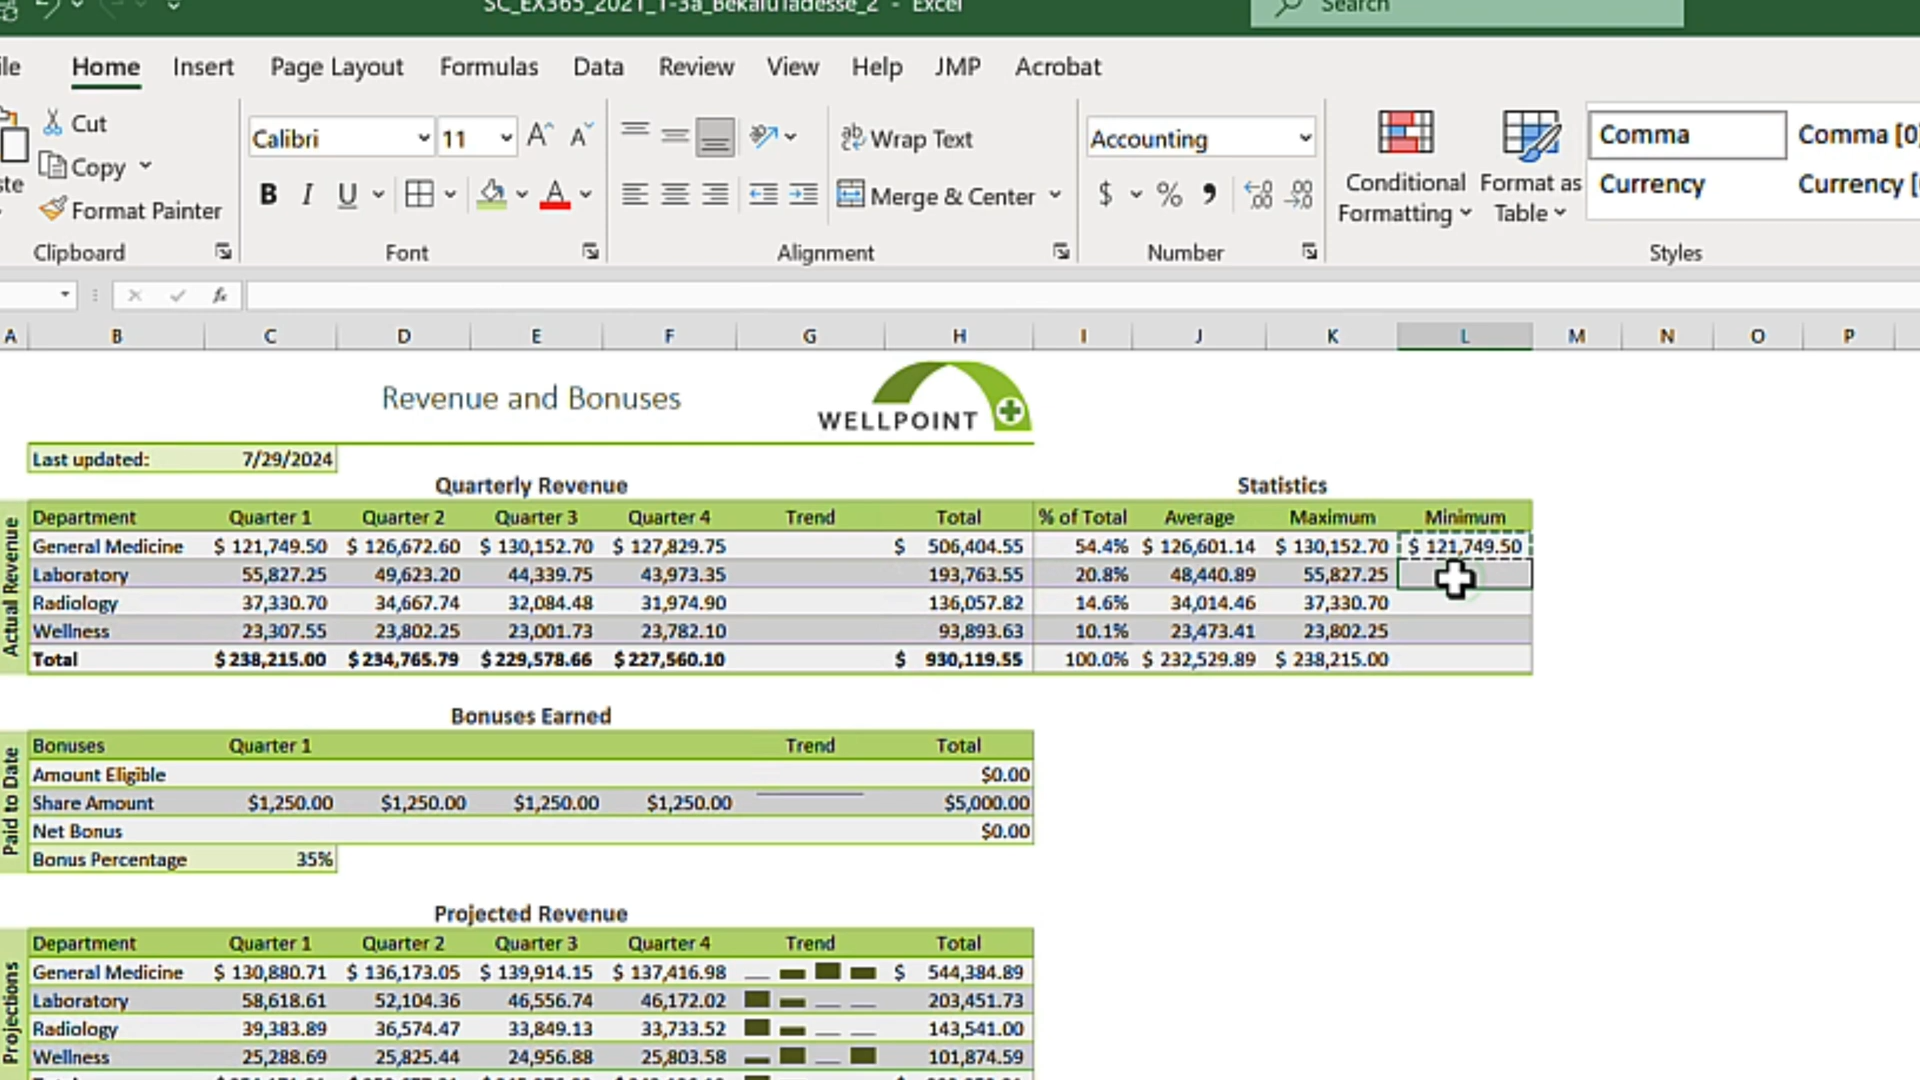 SC_EX365_2021_1-3a_BekaluTadesse_2 - Excel
Search
Home Insert Page Layout Formulas Data Review View Help JMP Acrobat
Cut
Copy
Format Painter
Clipboard
Calibri 11
B I U
Font
Wrap Text
Merge & Center
Alignment
Accounting
$ % ,
Number
Conditional Formatting
Format as Table
Comma Comma [0]
Currency Currency [
Styles
A B C D E F G H I J K L M N O P
Revenue and Bonuses
WELLPOINT
Last updated: 7/29/2024
Quarterly Revenue Statistics
Actual Revenue
Department Quarter 1 Quarter 2 Quarter 3 Quarter 4 Trend Total % of Total Average Maximum Minimum
General Medicine $ 121,749.50 $ 126,672.60 $ 130,152.70 $ 127,829.75 $ 506,404.55 54.4% $ 126,601.14 $ 130,152.70 $ 121,749.50
Laboratory 55,827.25 49,623.20 44,339.75 43,973.35 193,763.55 20.8% 48,440.89 55,827.25
Radiology 37,330.70 34,667.74 32,084.48 31,974.90 136,057.82 14.6% 34,014.46 37,330.70
Wellness 23,307.55 23,802.25 23,001.73 23,782.10 93,893.63 10.1% 23,473.41 23,802.25
Total $ 238,215.00 $ 234,765.79 $ 229,578.66 $ 227,560.10 $ 930,119.55 100.0% $ 232,529.89 $ 238,215.00
Bonuses Earned
Paid to Date
Bonuses Quarter 1 Trend Total
Amount Eligible $0.00
Share Amount $1,250.00 $1,250.00 $1,250.00 $1,250.00 $5,000.00
Net Bonus $0.00
Bonus Percentage 35%
Projected Revenue
Projections
Department Quarter 1 Quarter 2 Quarter 3 Quarter 4 Trend Total
General Medicine $ 130,880.71 $ 136,173.05 $ 139,914.15 $ 137,416.98 $ 544,384.89
Laboratory 58,618.61 52,104.36 46,556.74 46,172.02 203,451.73
Radiology 39,383.89 36,574.47 33,849.13 33,733.52 143,541.00
Wellness 25,288.69 25,825.44 24,956.88 25,803.58 101,874.59